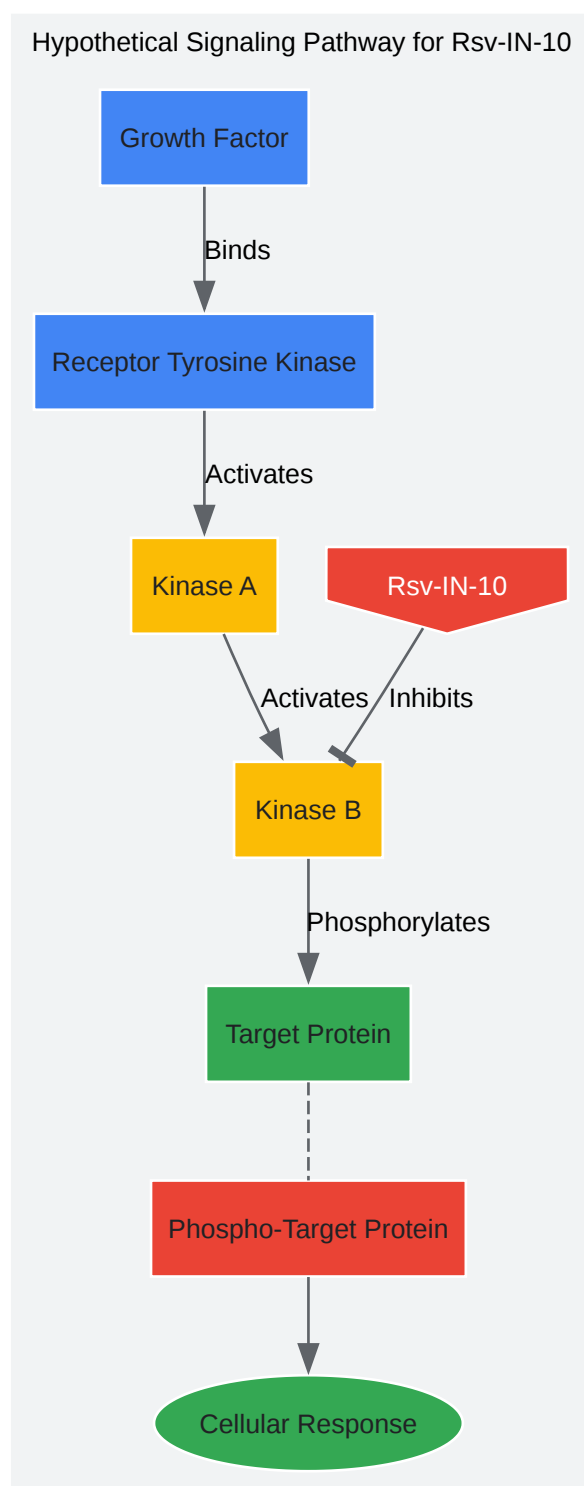 Hypothetical Signaling Pathway for Rsv-IN-10
Growth Factor
Binds
Receptor Tyrosine Kinase
Activates
Kinase A
Rsv-IN-10
Activates
Inhibits
Kinase B
Phosphorylates
Target Protein
Phospho-Target Protein
Cellular Response